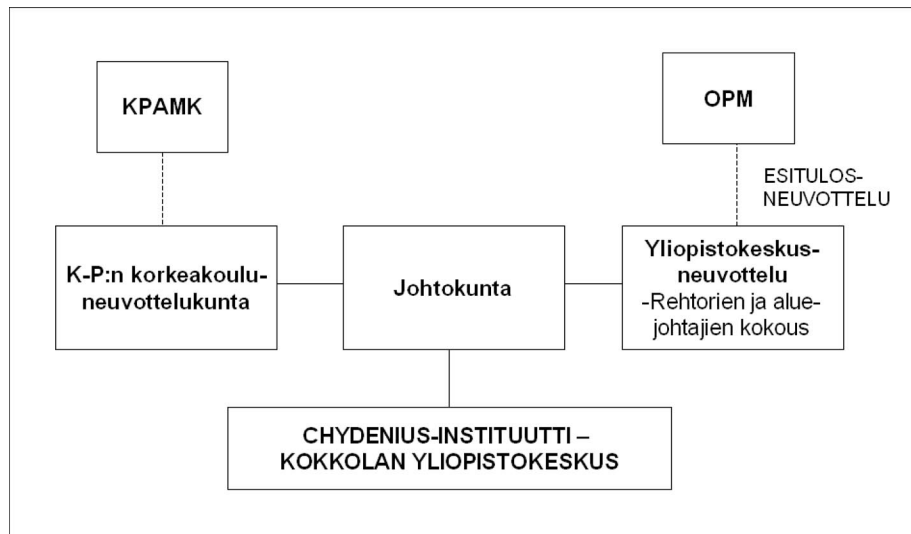 KPAMK
OPM
ESITULOS-
NEUVOTTELU
K-P:n korkeakoulu-
neuvottelukunta
Johtokunta
Yliopistokeskus-
neuvottelu
-Rehtorien ja alue-
johtajien kokous
CHYDENIUS-INSTITUUTTI –
KOKKOLAN YLIOPISTOKESKUS